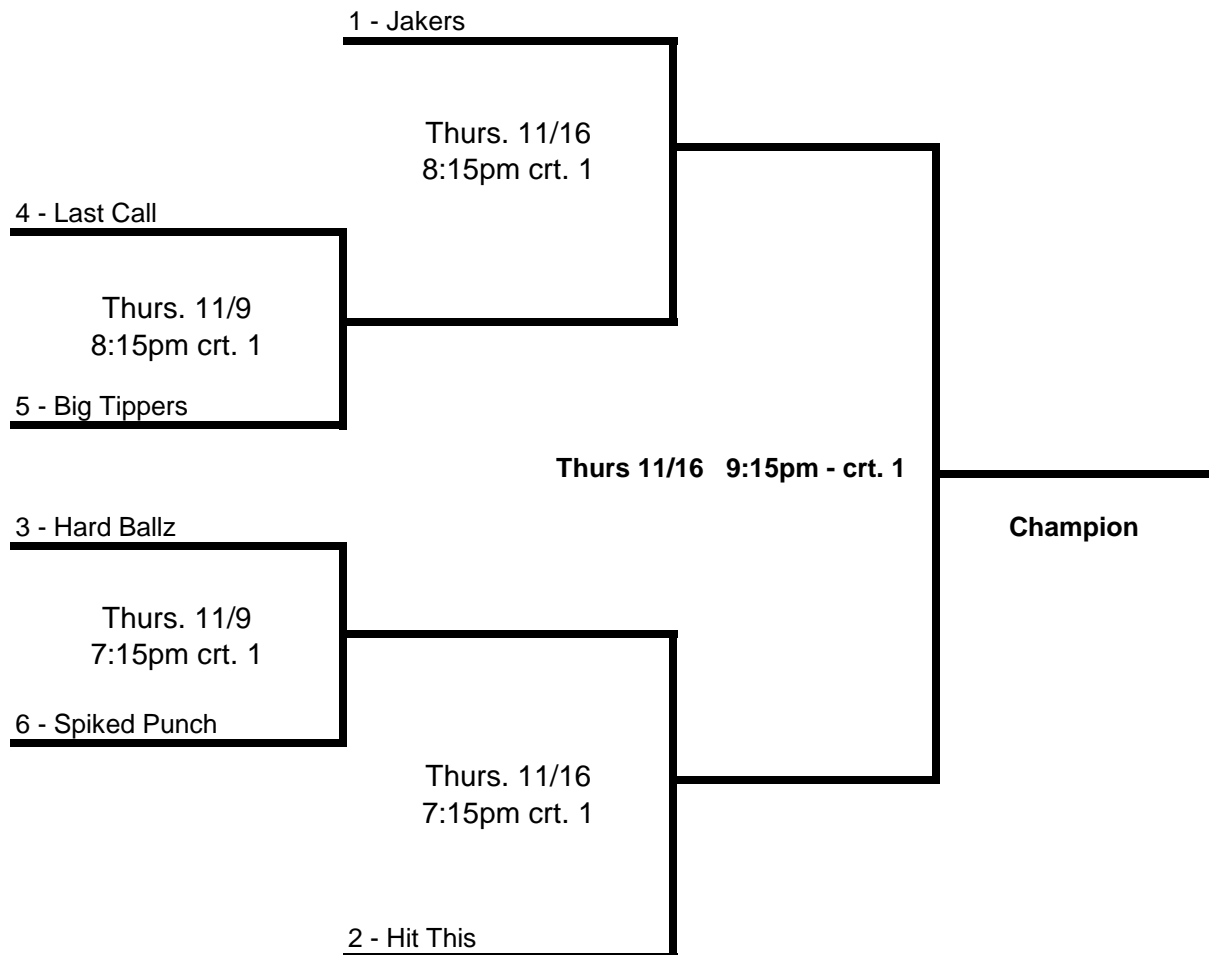 1 - Jakers
Thurs. 11/16
8:15pm crt. 1
4 - Last Call
Thurs. 11/9
8:15pm crt. 1
5 - Big Tippers
Thurs 11/16   9:15pm - crt. 1
Champion
3 - Hard Ballz
Thurs. 11/9
7:15pm crt. 1
6 - Spiked Punch
Thurs. 11/16
7:15pm crt. 1
2 - Hit This